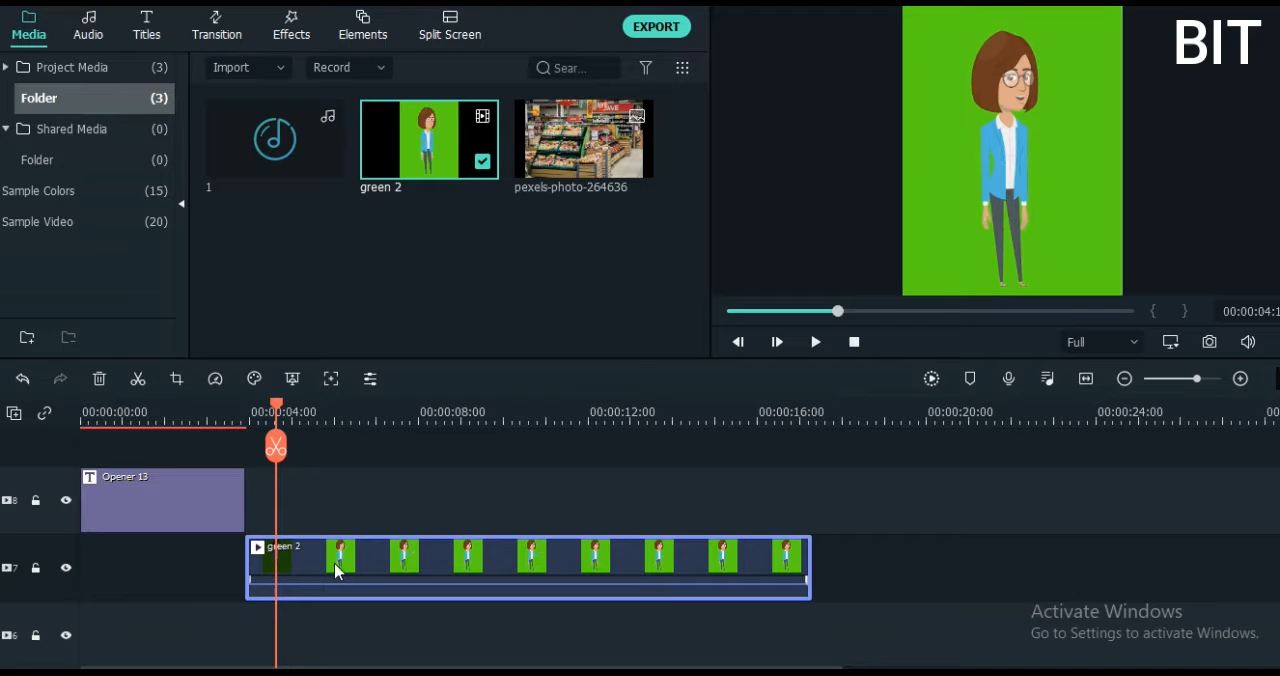 Media
Audio
Titles
Transition
Effects
Elements
Split Screen
EXPORT
BIT
Project Media (3)
Import
Record
Sear...
Folder (3)
Shared Media (0)
Folder (0)
Sample Colors (15)
Sample Video (20)
1
green 2
pexels-photo-264636
{ }
00:00:04:1
Full
00:00:00:00
00:00:04:00
00:00:08:00
00:00:12:00
00:00:16:00
00:00:20:00
00:00:24:00
00
T Opener 13
8
green 2
7
6
Activate Windows
Go to Settings to activate Windows.